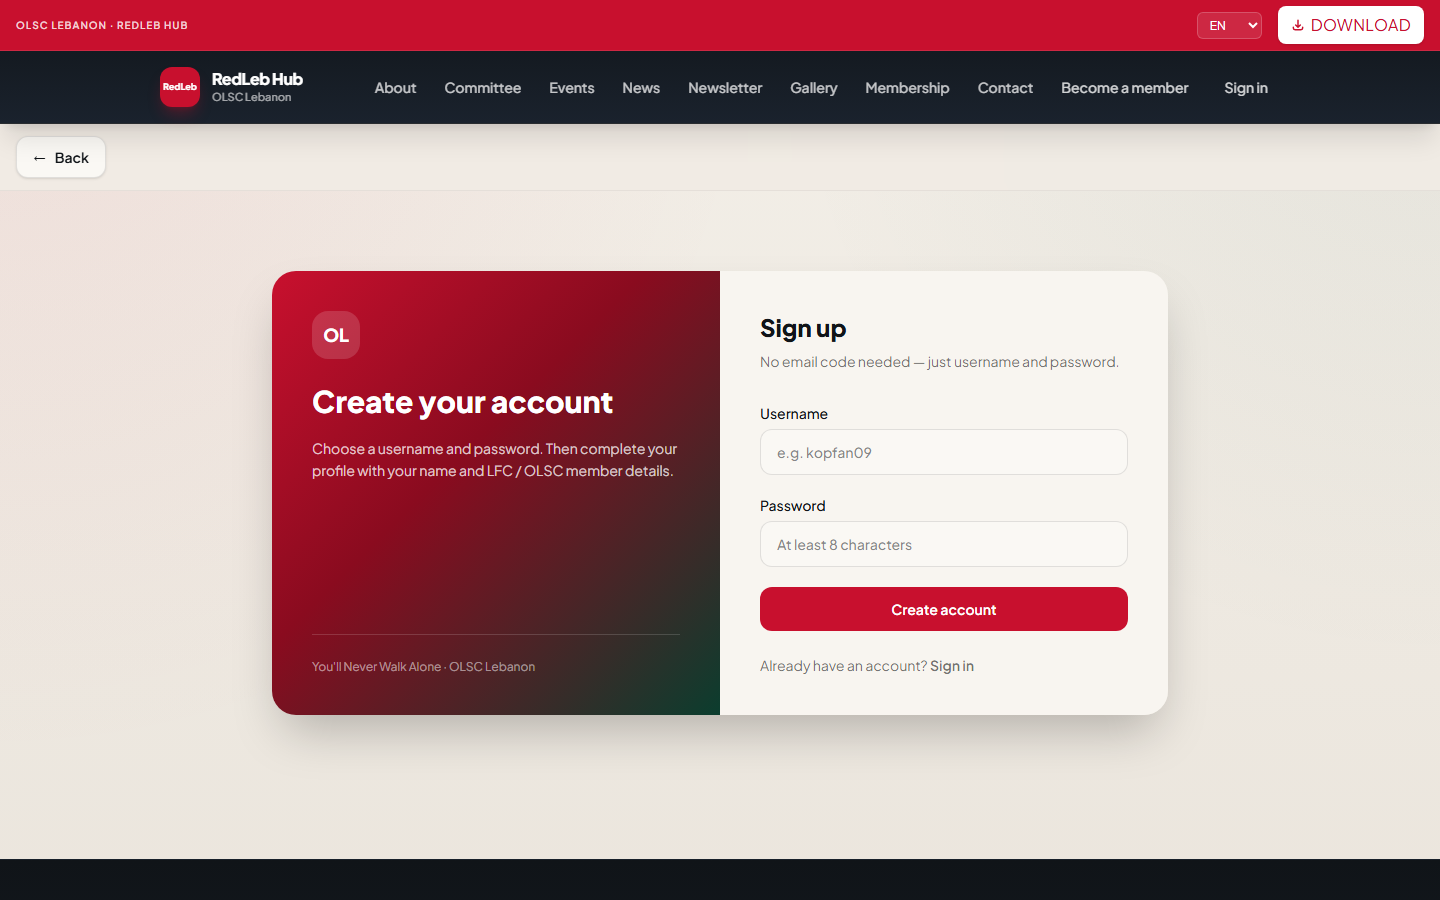 OLSC LEBANON · REDLEB HUB
EN
DOWNLOAD
RedLeb
RedLeb Hub
OLSC Lebanon
About
Committee
Events
News
Newsletter
Gallery
Membership
Contact
Become a member
Sign in
← Back
OL
Create your account
Choose a username and password. Then complete your
profile with your name and LFC / OLSC member details.
You'll Never Walk Alone · OLSC Lebanon
Sign up
No email code needed — just username and password.
Username
e.g. kopfan09
Password
At least 8 characters
Create account
Already have an account? Sign in